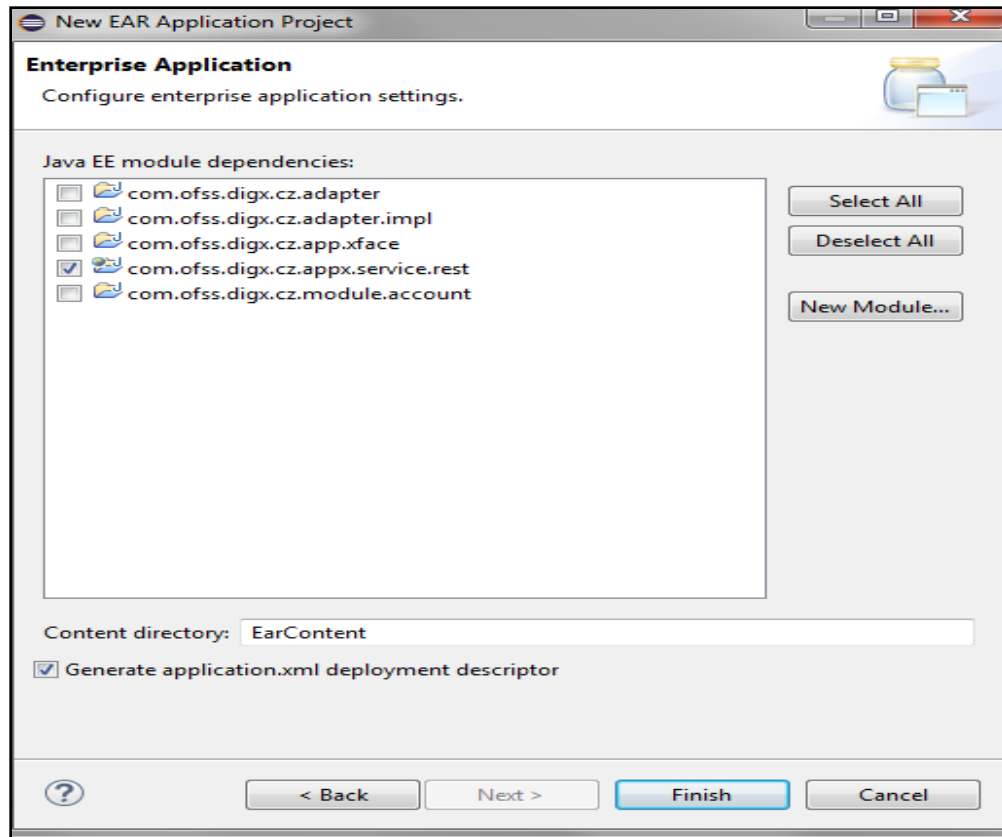 New EAR Application Project
Enterprise Application
Configure enterprise application settings.
Java EE module dependencies:
com.ofss.digx.cz.adapter
com.ofss.digx.cz.adapter.impl
com.ofss.digx.cz.app.xface
com.ofss.digx.cz.appx.service.rest
com.ofss.digx.cz.module.account
Select All
Deselect All
New Module...
Content directory: EarContent
Generate application.xml deployment descriptor
? < Back Next > Finish Cancel